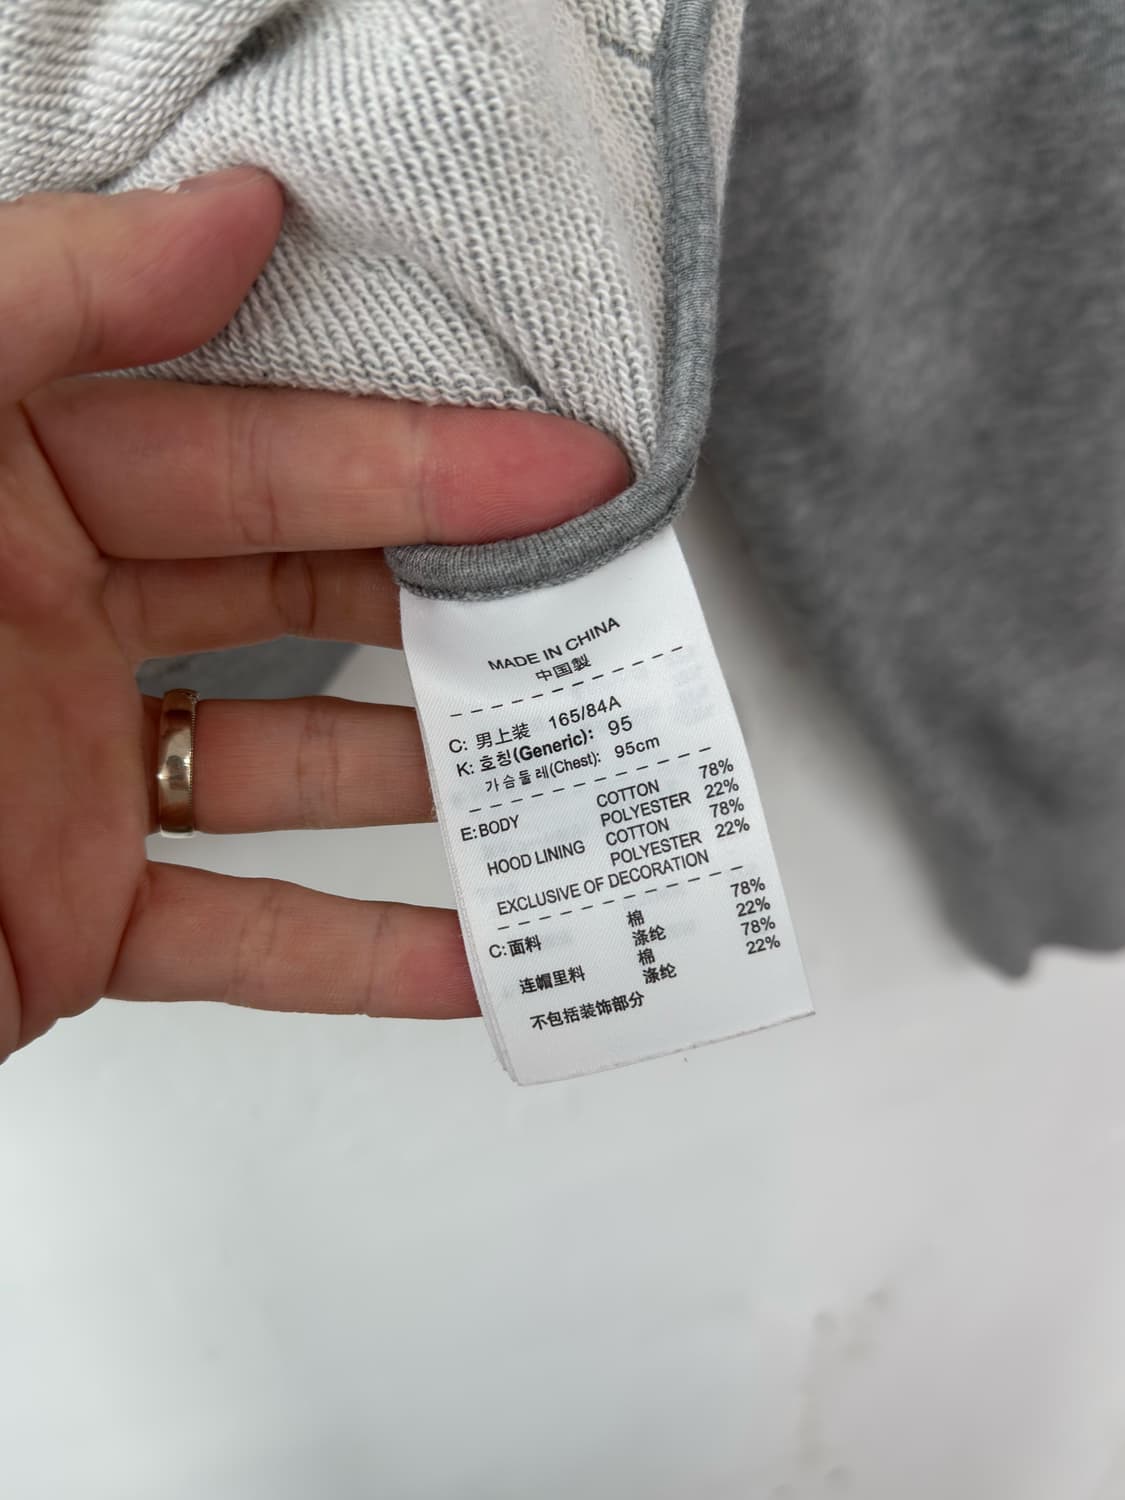 MADE IN CHINA
中国製
C: 男上装 165/84A
K: 호칭(Generic): 95
가슴둘레(Chest): 95cm
E: BODY COTTON 78%
POLYESTER 22%
HOOD LINING COTTON 78%
POLYESTER 22%
EXCLUSIVE OF DECORATION
C: 面料 棉 78%
涤纶 22%
连帽里料 棉 78%
涤纶 22%
不包括装饰部分